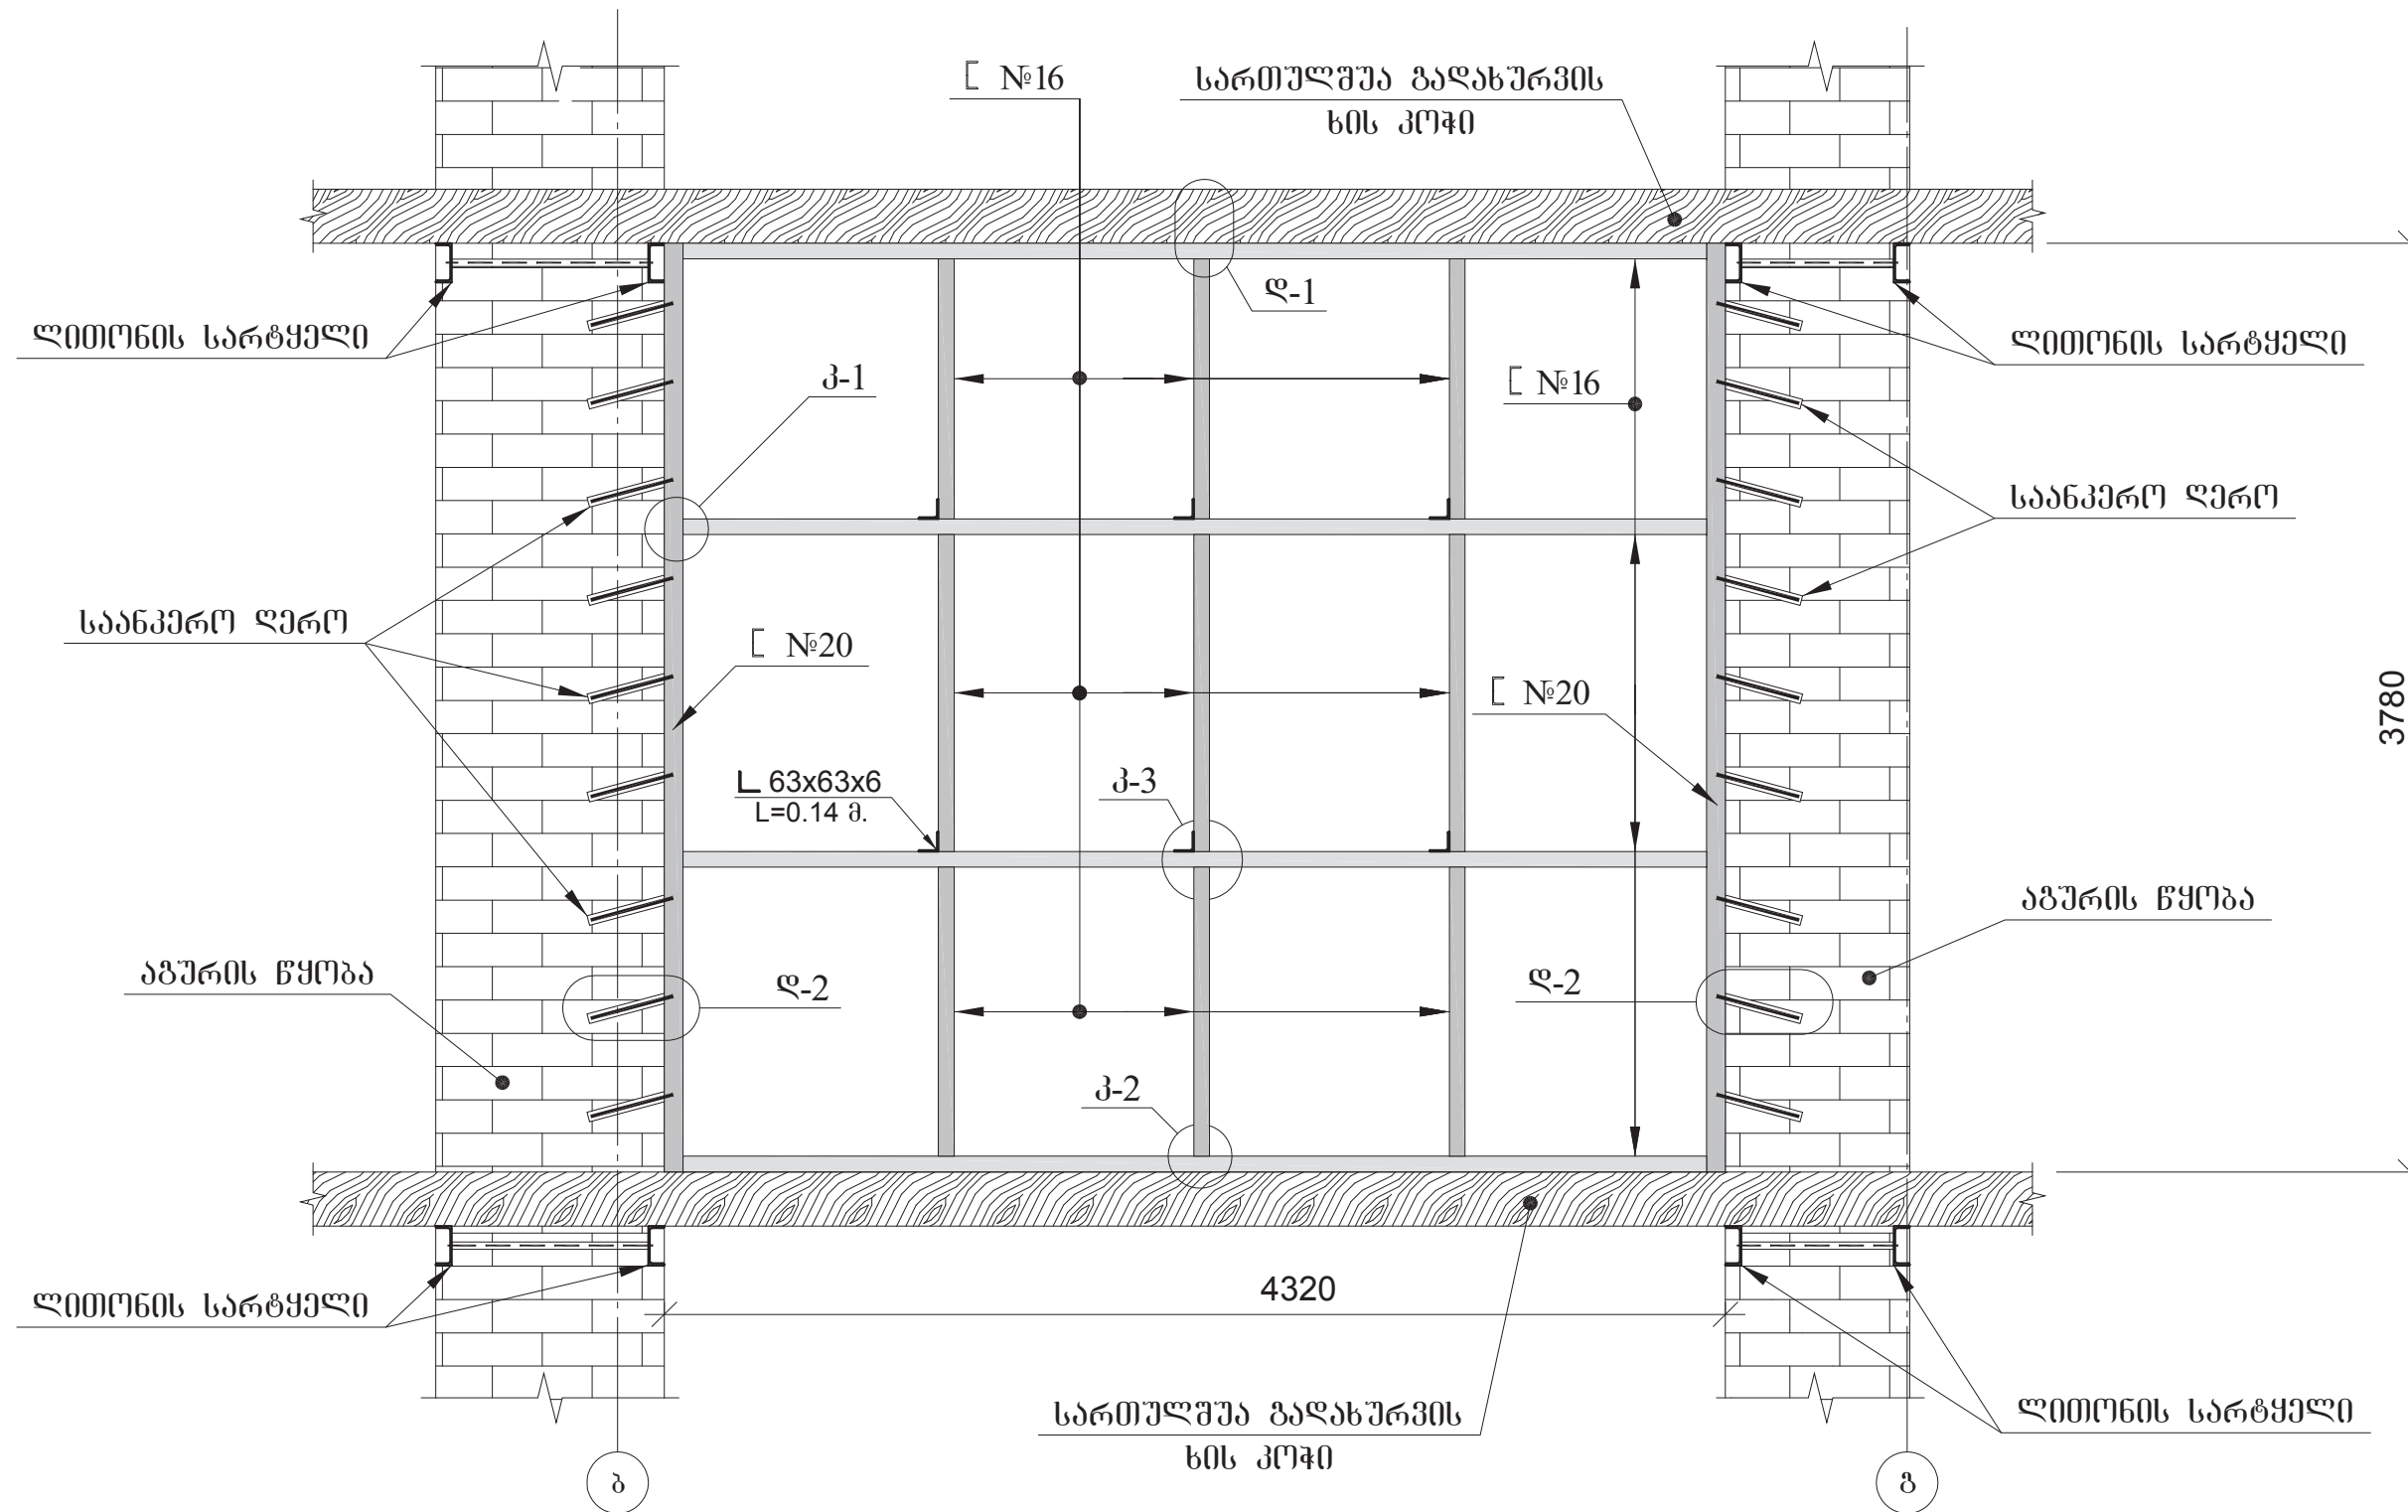 [ №16
სართულშუა გადახურვის
ხის კოჭი
დ-1
ლითონის სარტყელი
ლითონის სარტყელი
კ-1
[ №16
საანკერო ღერო
საანკერო ღერო
[ №20
[ №20
3780
L 63x63x6
L=0.14 მ.
კ-3
აგურის წყობა
აგურის წყობა
დ-2
დ-2
კ-2
4320
ლითონის სარტყელი
სართულშუა გადახურვის
ხის კოჭი
ლითონის სარტყელი
ბ
გ